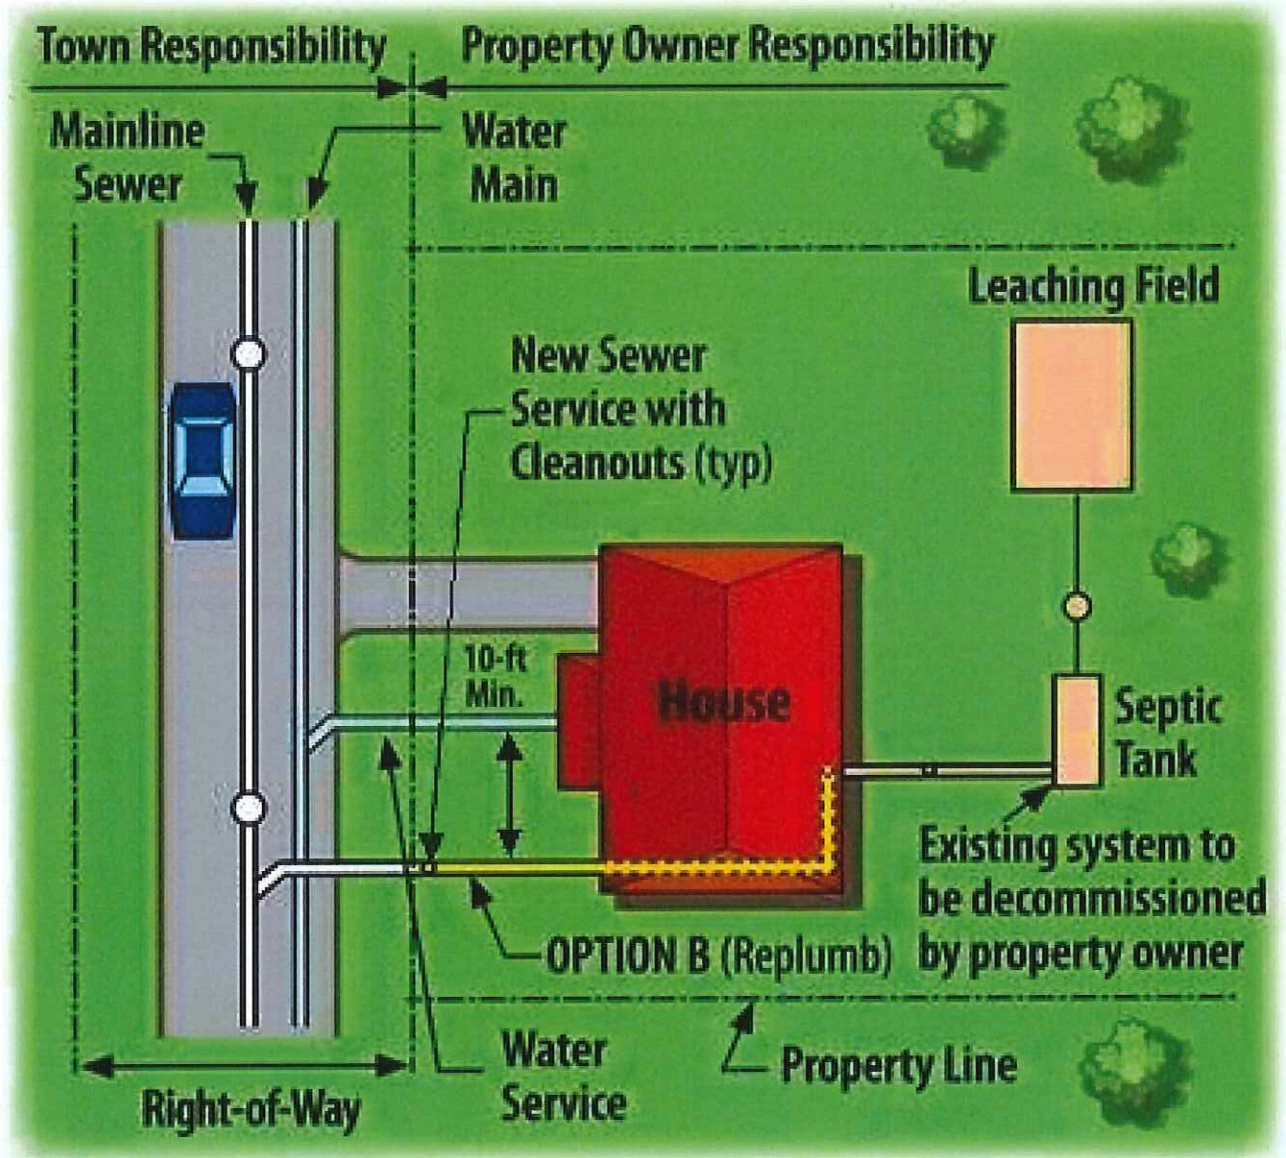 Town Responsibility
Property Owner Responsibility
Mainline
Sewer
Water
Main
Leaching Field
New Sewer
Service with
Cleanouts (typ)
10-ft
Min.
House
Septic
Tank
Existing system to
be decommissioned
by property owner
OPTION B (Replumb)
Water
Service
Property Line
Right-of-Way